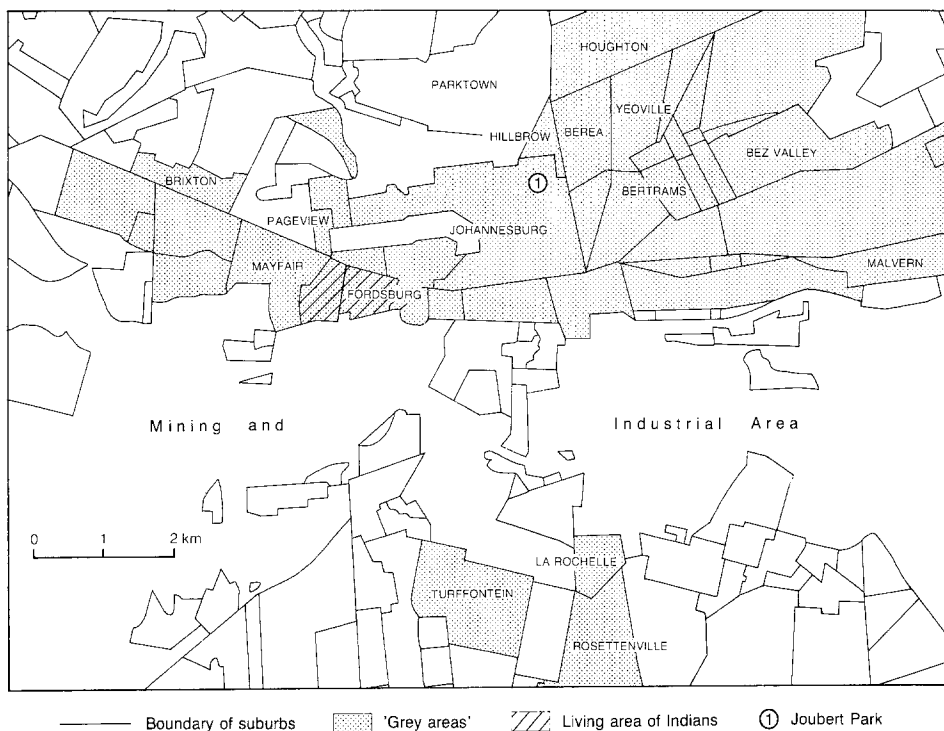 HOUGHTON
PARKTOWN
YEOVILLE
HILLBROW
BEREA
BEZ VALLEY
BRIXTON
1
BERTRAMS
PAGEVIEW
JOHANNESBURG
MAYFAIR
MALVERN
FORDSBURG
Mining and
Industrial Area
0 1 2 km
LA ROCHELLE
TURFFONTEIN
ROSETTENVILLE
Boundary of suburbs
'Grey areas'
Living area of Indians
1 Joubert Park